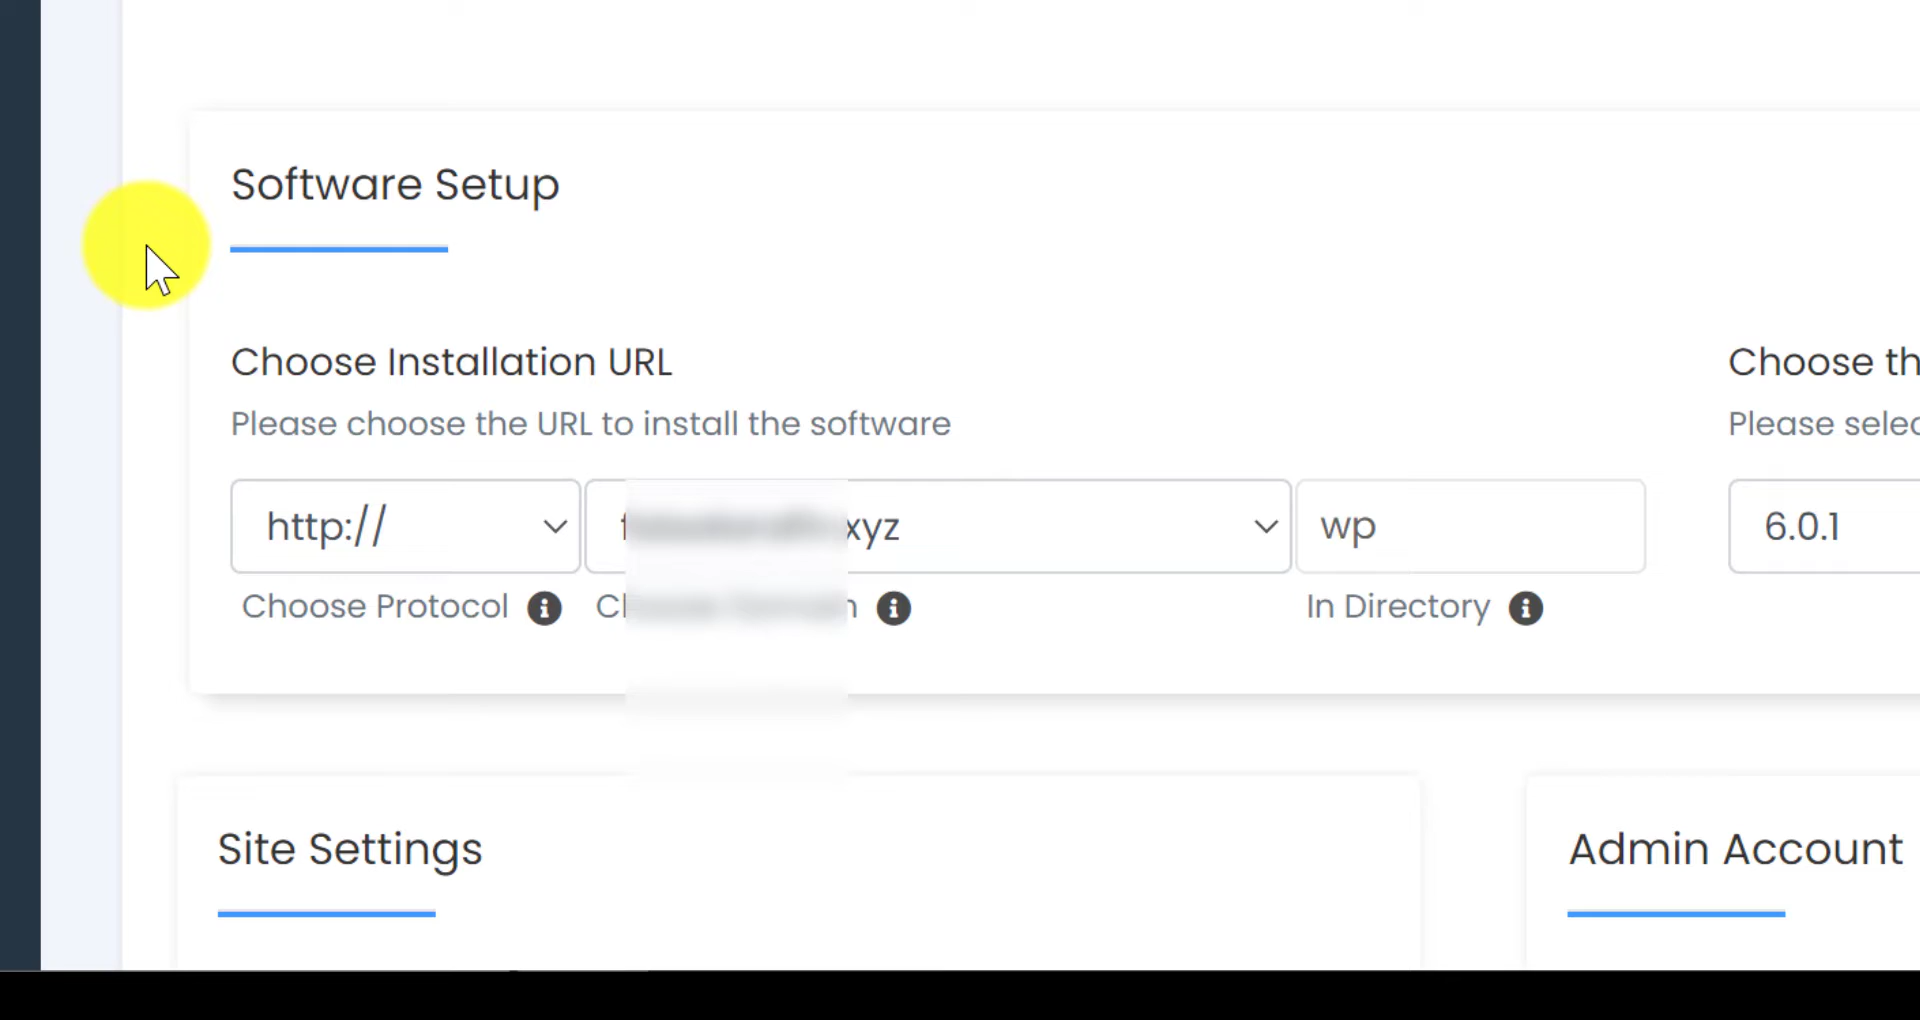 Software Setup
Choose Installation URL
Please choose the URL to install the software
http://
xyz
wp
Choose Protocol
In Directory
Choose th
Please selec
6.0.1
Site Settings
Admin Account